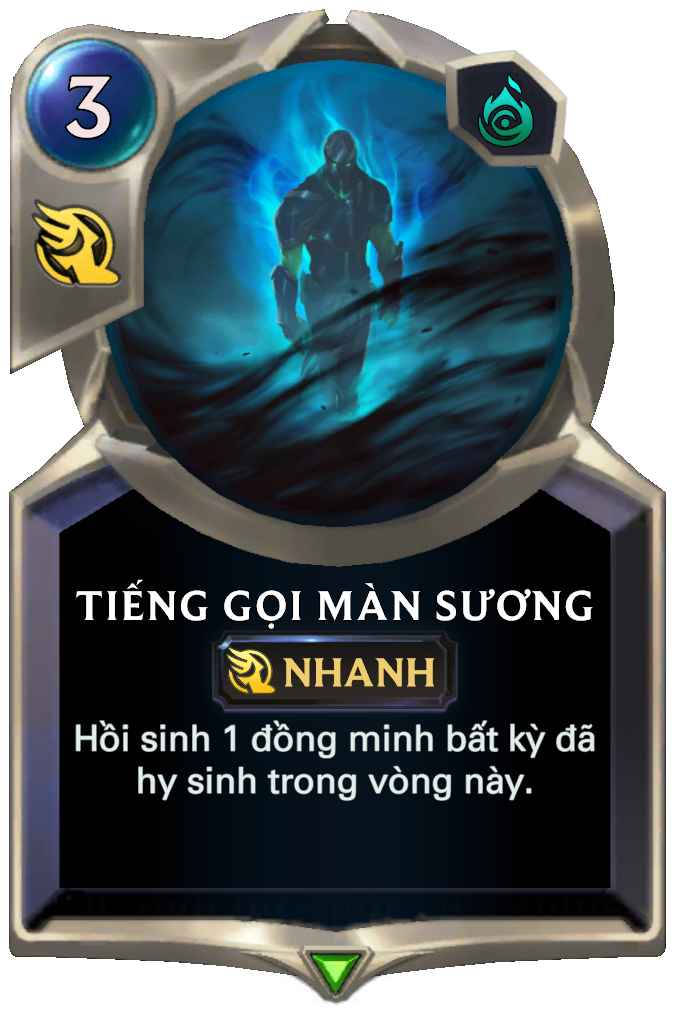 3
TIẾNG GỌI MÀN SƯƠNG
NHANH
Hồi sinh 1 đồng minh bất kỳ đã
hy sinh trong vòng này.